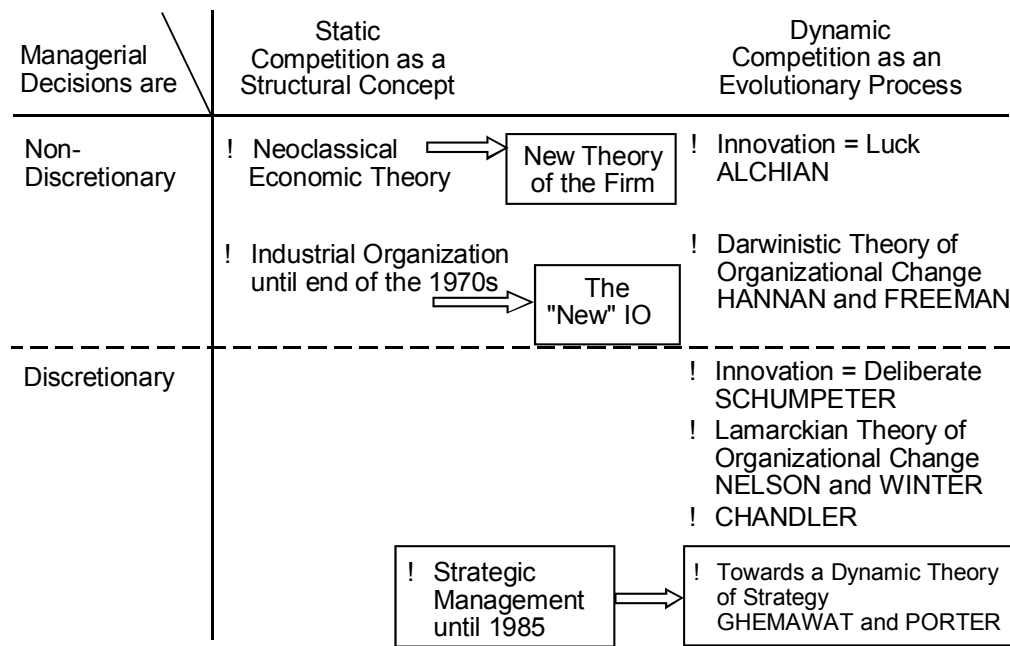 Managerial
Decisions are
Static
Competition as a
Structural Concept
Dynamic
Competition as an
Evolutionary Process
Non-
Discretionary
! Neoclassical
Economic Theory
New Theory
of the Firm
! Innovation = Luck
ALCHIAN
! Industrial Organization
until end of the 1970s
The
"New" IO
! Darwinistic Theory of
Organizational Change
HANNAN and FREEMAN
Discretionary
! Innovation = Deliberate
SCHUMPETER
! Lamarckian Theory of
Organizational Change
NELSON and WINTER
! CHANDLER
! Strategic
Management
until 1985
! Towards a Dynamic Theory
of Strategy
GHEMAWAT and PORTER